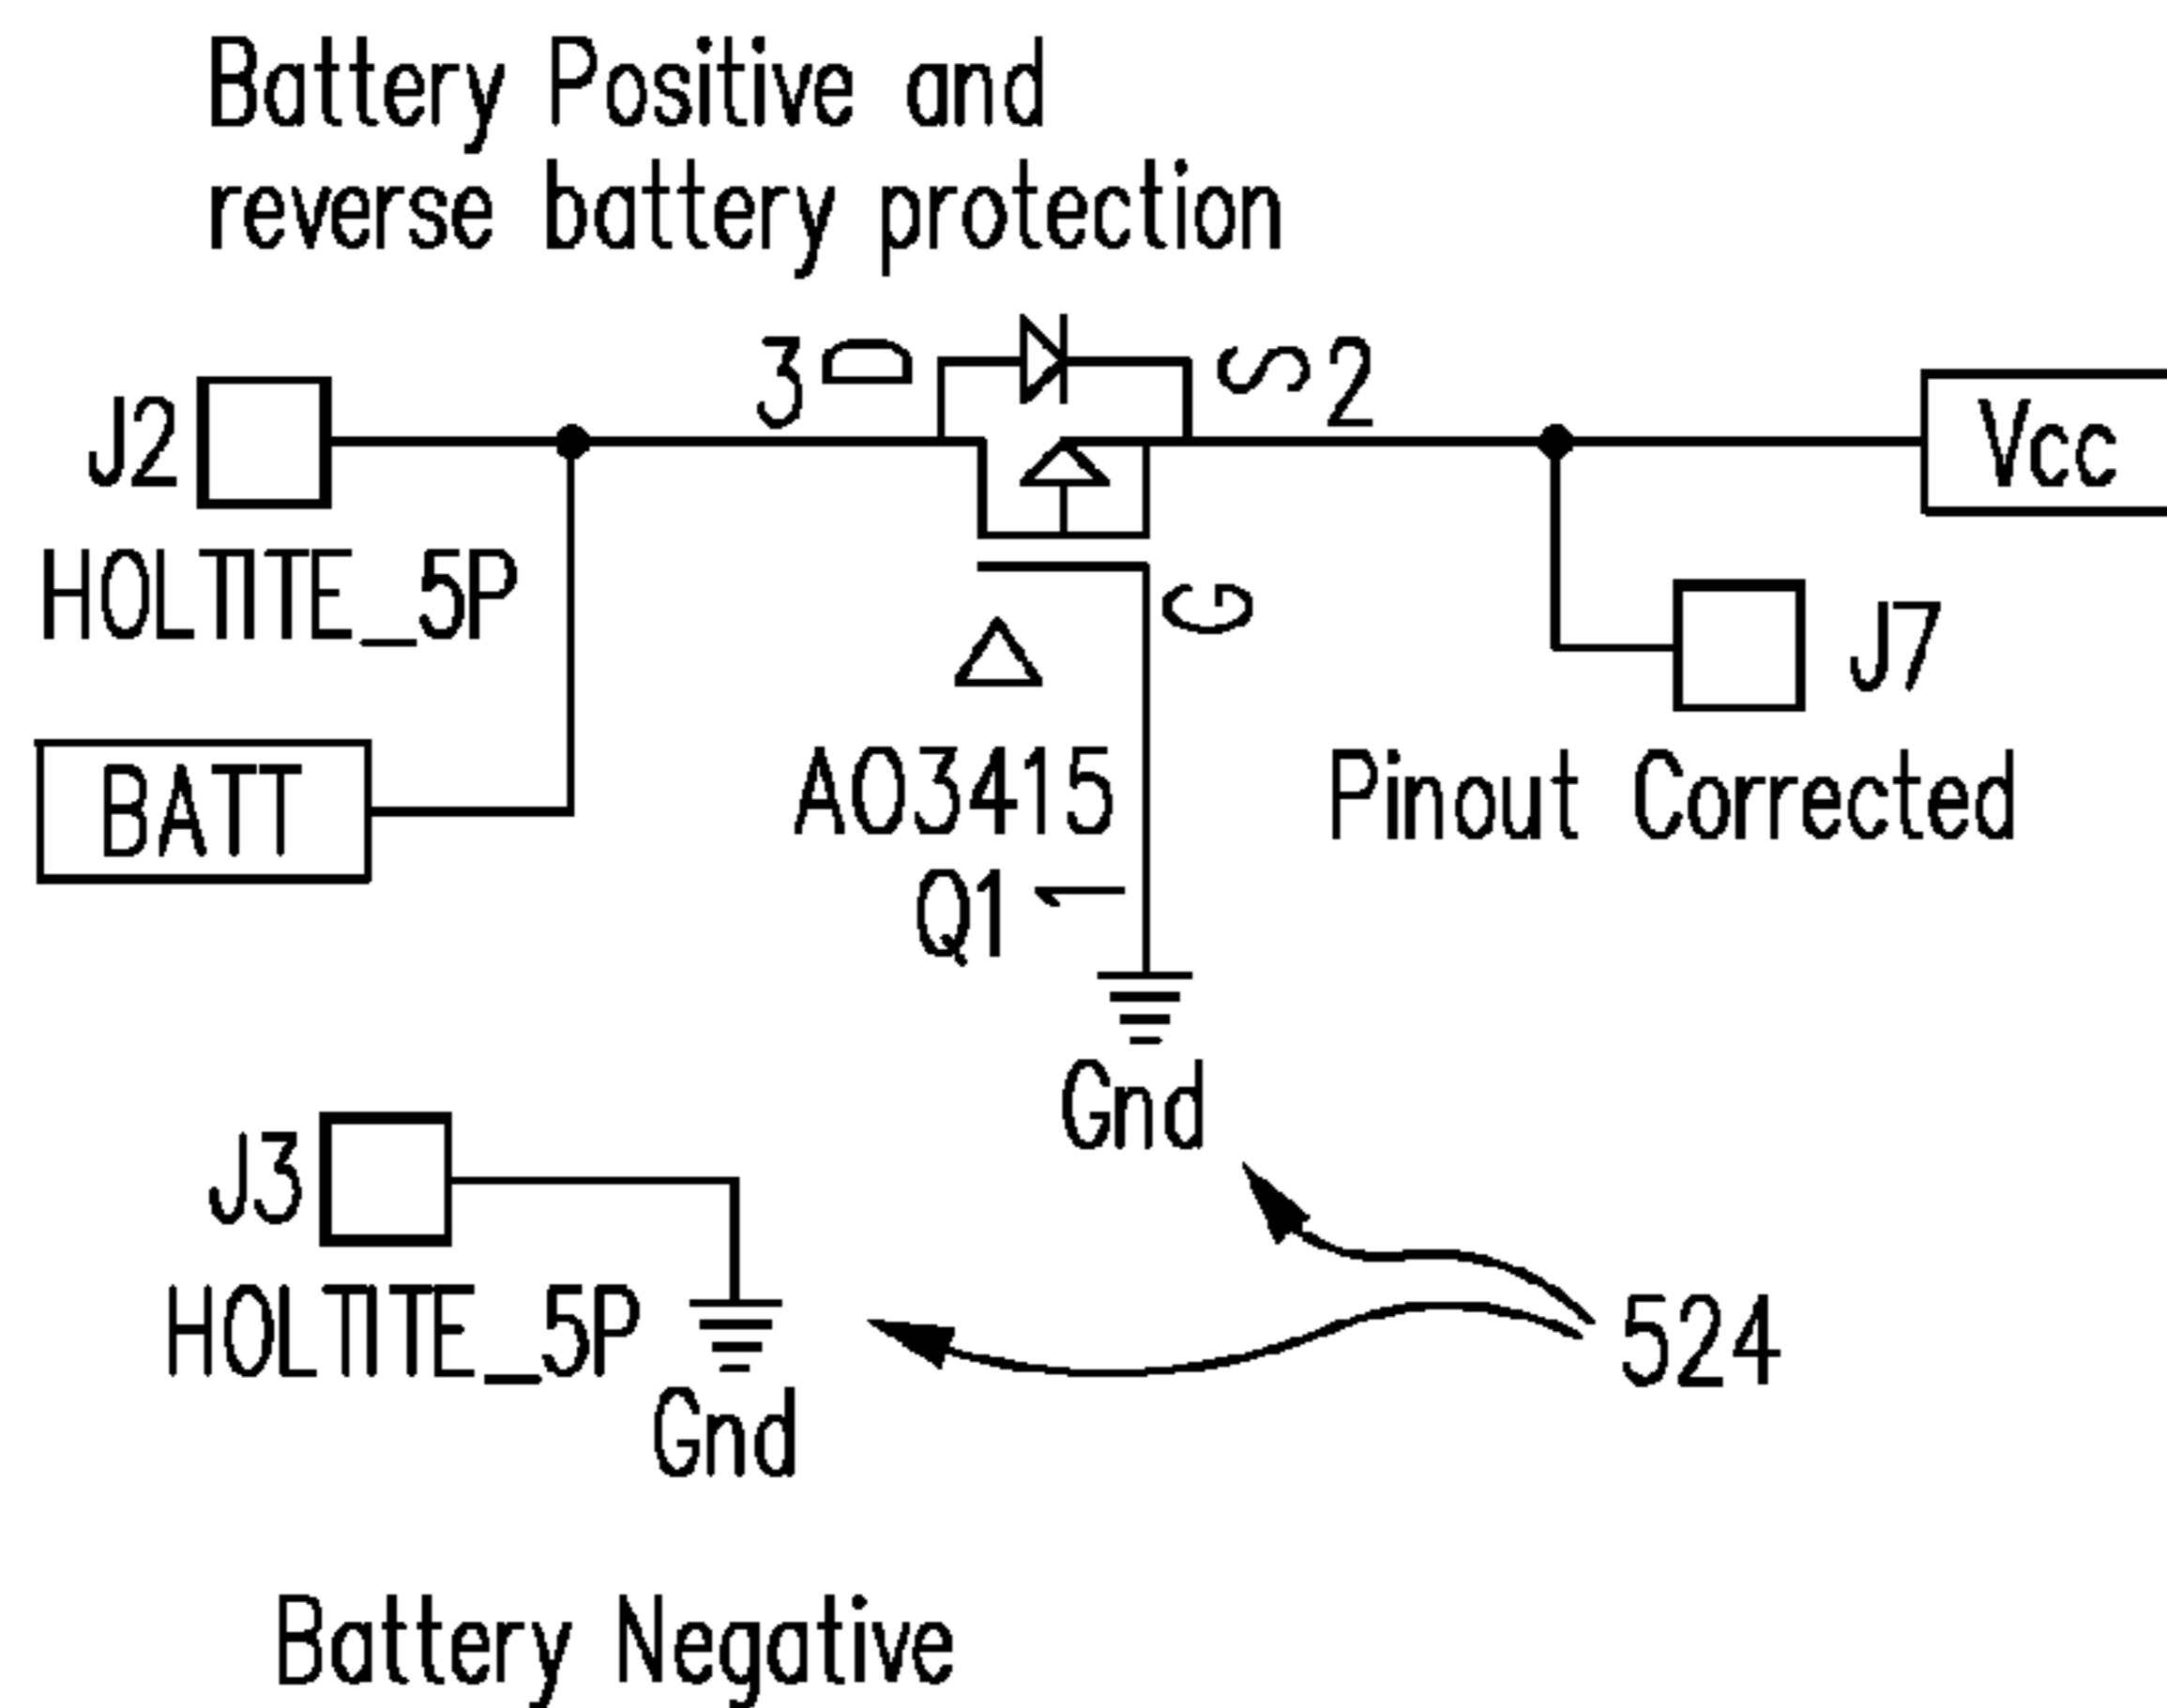 Battery Positive and
reverse battery protection
3 D
S 2
J2
Vcc
HOLTITE_5P
G
J7
BATT
AO3415
Pinout Corrected
Q1 1
Gnd
J3
HOLTITE_5P
524
Gnd
Battery Negative